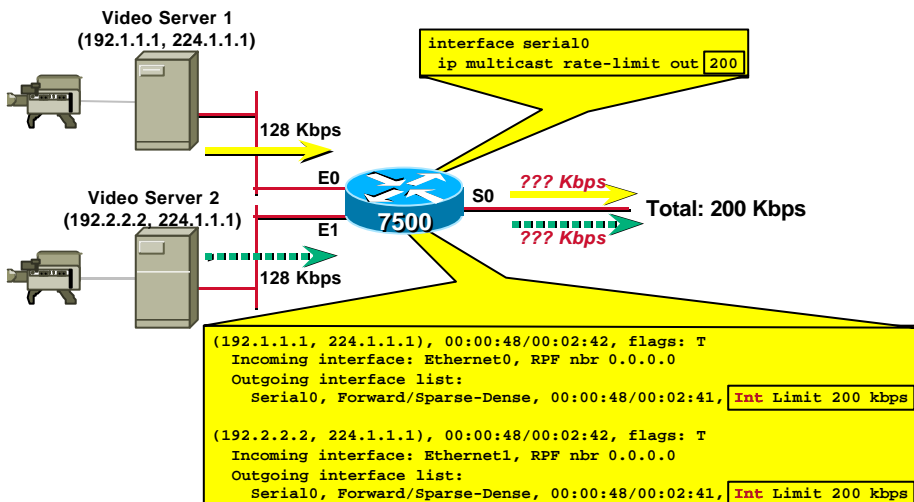 Video Server 1
(192.1.1.1, 224.1.1.1)
interface serial0
ip multicast rate-limit out 200
128 Kbps
E0
S0
??? Kbps
Video Server 2
(192.2.2.2, 224.1.1.1)
7500
Total: 200 Kbps
E1
??? Kbps
128 Kbps
(192.1.1.1, 224.1.1.1), 00:00:48/00:02:42, flags: T
Incoming interface: Ethernet0, RPF nbr 0.0.0.0
Outgoing interface list:
Serial0, Forward/Sparse-Dense, 00:00:48/00:02:41, Int Limit 200 kbps
(192.2.2.2, 224.1.1.1), 00:00:48/00:02:42, flags: T
Incoming interface: Ethernet1, RPF nbr 0.0.0.0
Outgoing interface list:
Serial0, Forward/Sparse-Dense, 00:00:48/00:02:41, Int Limit 200 kbps